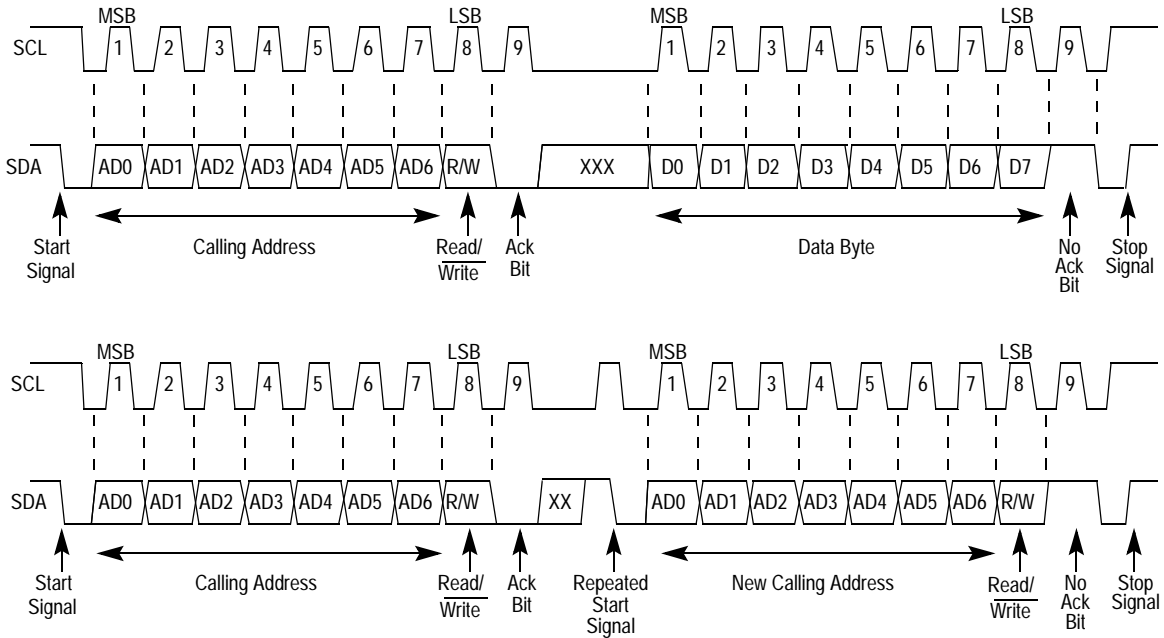 MSB LSB MSB LSB
SCL 1 2 3 4 5 6 7 8 9 1 2 3 4 5 6 7 8 9
SDA AD0 AD1 AD2 AD3 AD4 AD5 AD6 R/W XXX D0 D1 D2 D3 D4 D5 D6 D7
Start Signal
Calling Address
Read/
Write
Ack
Bit
Data Byte
No
Ack
Bit
Stop
Signal
MSB LSB MSB LSB
SCL 1 2 3 4 5 6 7 8 9 1 2 3 4 5 6 7 8 9
SDA AD0 AD1 AD2 AD3 AD4 AD5 AD6 R/W XX AD0 AD1 AD2 AD3 AD4 AD5 AD6 R/W
Start
Signal
Calling Address
Read/
Write
Ack
Bit
Repeated
Start
Signal
New Calling Address
Read/
Write
No
Ack
Bit
Stop
Signal